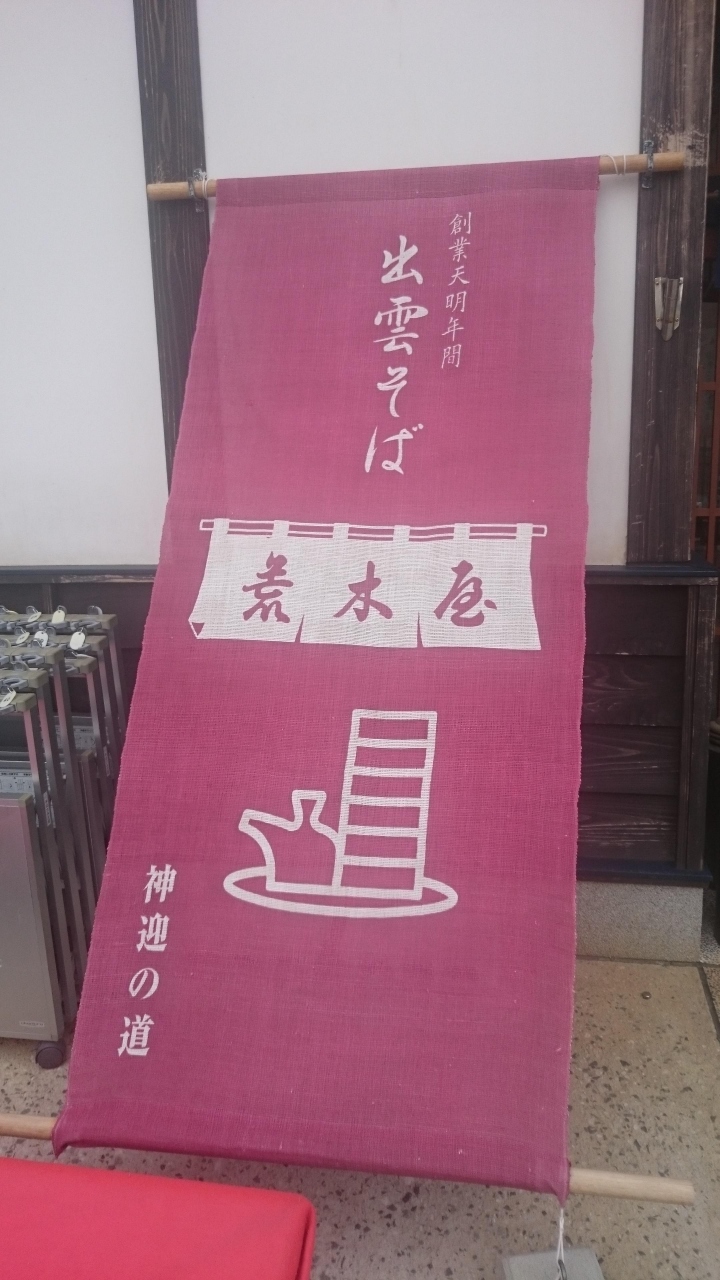 創業天明年間
出雲そば
荒木屋
神迎の道